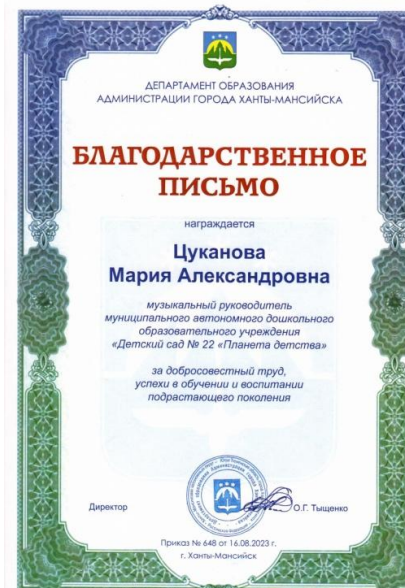 ДЕПАРТАМЕНТ ОБРАЗОВАНИЯ
АДМИНИСТРАЦИИ ГОРОДА ХАНТЫ-МАНСИЙСКА
БЛАГОДАРСТВЕННОЕ
ПИСЬМО
награждается
Цуканова
Мария Александровна
музыкальный руководитель
муниципального автономного дошкольного
образовательного учреждения
«Детский сад № 22 «Планета детства»
за добросовестный труд,
успехи в обучении и воспитании
подрастающего поколения
Директор О.Г. Тыщенко
Приказ № 648 от 16.08.2023 г.
г. Ханты-Мансийск